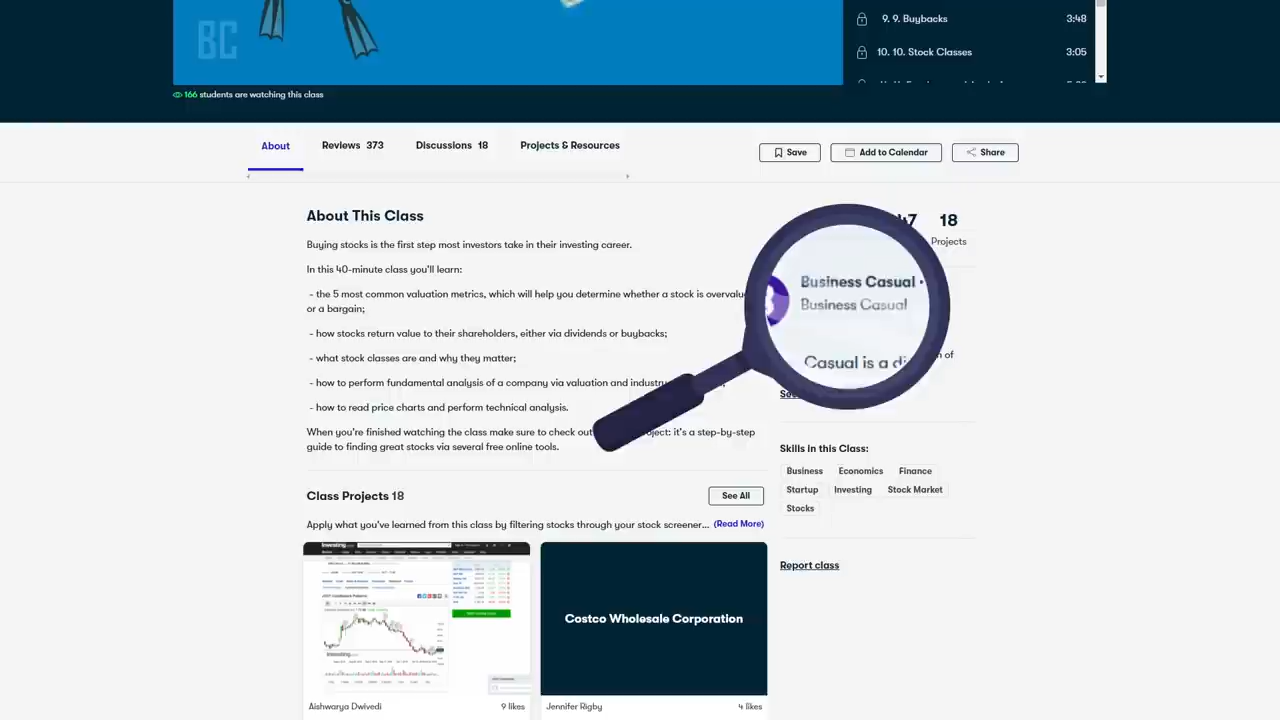 BC
9. 9. Buybacks 3:48
10. 10. Stock Classes 3:05
166 students are watching this class
About
Reviews 373
Discussions 18
Projects & Resources
Save
Add to Calendar
Share
About This Class
Buying stocks is the first step most investors take in their investing career.
In this 40-minute class you'll learn:
- the 5 most common valuation metrics, which will help you determine whether a stock is
or a bargain;
- how stocks return value to their shareholders, either via dividends or buybacks;
- what stock classes are and why they matter;
- how to perform fundamental analysis of a company via valuation and
- how to read price charts and perform technical analysis.
When you're finished watching the class make sure to check out it's a step-by-step
guide to finding great stocks via several free online tools.
18
Projects
Business Casual
Business Casual
Casual is a
of
Skills in this Class:
Business Economics Finance
Startup Investing Stock Market
Stocks
Report class
Class Projects 18
See All
Apply what you've learned from this class by filtering stocks through your stock screener... (Read More)
Investing.com
Costco Wholesale Corporation
Aishwarya Dwivedi 9 likes
Jennifer Rigby 4 likes